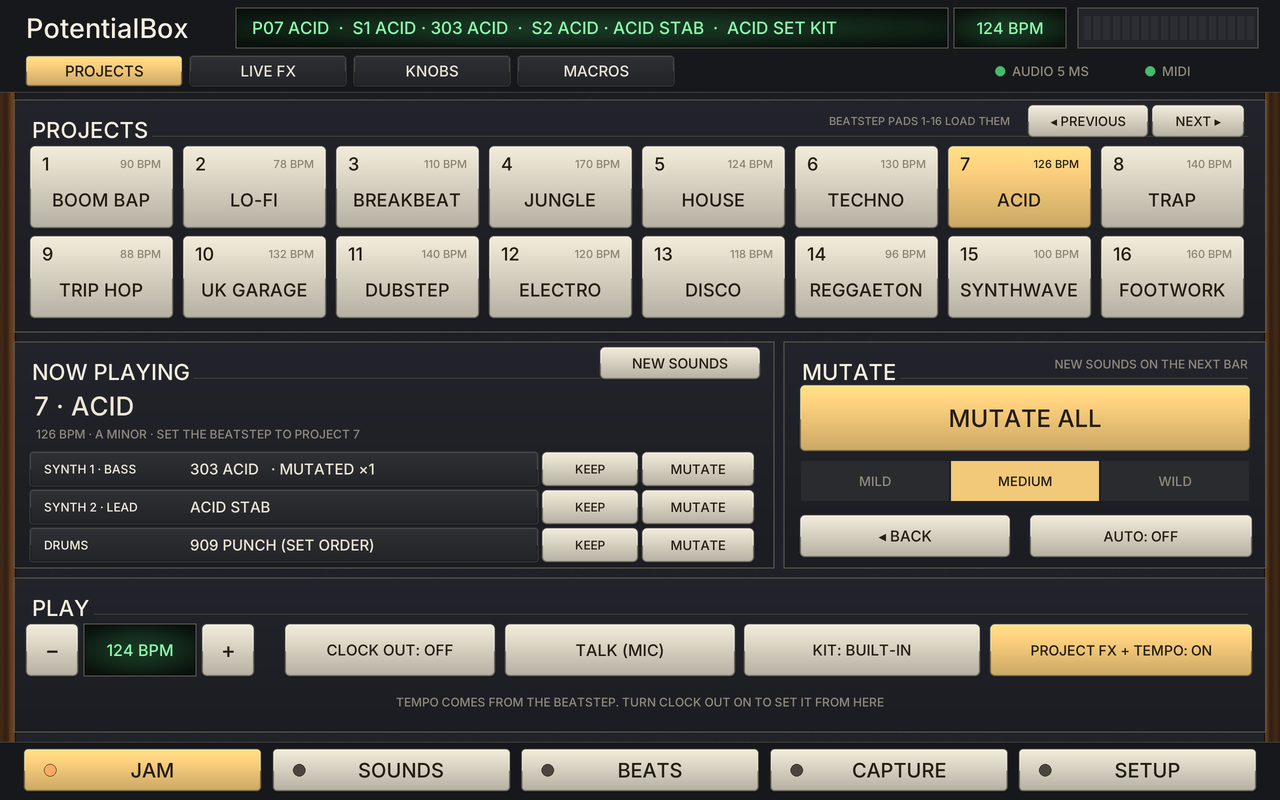 PotentialBox
P07 ACID · S1 ACID · 303 ACID · S2 ACID · ACID STAB · ACID SET KIT
124 BPM
PROJECTS
LIVE FX
KNOBS
MACROS
AUDIO 5 MS
MIDI
PROJECTS
BEATSTEP PADS 1-16 LOAD THEM
◂ PREVIOUS
NEXT ▸
1 90 BPM
BOOM BAP
2 78 BPM
LO-FI
3 110 BPM
BREAKBEAT
4 170 BPM
JUNGLE
5 124 BPM
HOUSE
6 130 BPM
TECHNO
7 126 BPM
ACID
8 140 BPM
TRAP
9 88 BPM
TRIP HOP
10 132 BPM
UK GARAGE
11 140 BPM
DUBSTEP
12 120 BPM
ELECTRO
13 118 BPM
DISCO
14 96 BPM
REGGAETON
15 100 BPM
SYNTHWAVE
16 160 BPM
FOOTWORK
NOW PLAYING
NEW SOUNDS
7 · ACID
126 BPM · A MINOR · SET THE BEATSTEP TO PROJECT 7
SYNTH 1 · BASS 303 ACID · MUTATED ×1 KEEP MUTATE
SYNTH 2 · LEAD ACID STAB KEEP MUTATE
DRUMS 909 PUNCH (SET ORDER) KEEP MUTATE
MUTATE
NEW SOUNDS ON THE NEXT BAR
MUTATE ALL
MILD
MEDIUM
WILD
◂ BACK
AUTO: OFF
PLAY
−
124 BPM
+
CLOCK OUT: OFF
TALK (MIC)
KIT: BUILT-IN
PROJECT FX + TEMPO: ON
TEMPO COMES FROM THE BEATSTEP. TURN CLOCK OUT ON TO SET IT FROM HERE
JAM
SOUNDS
BEATS
CAPTURE
SETUP